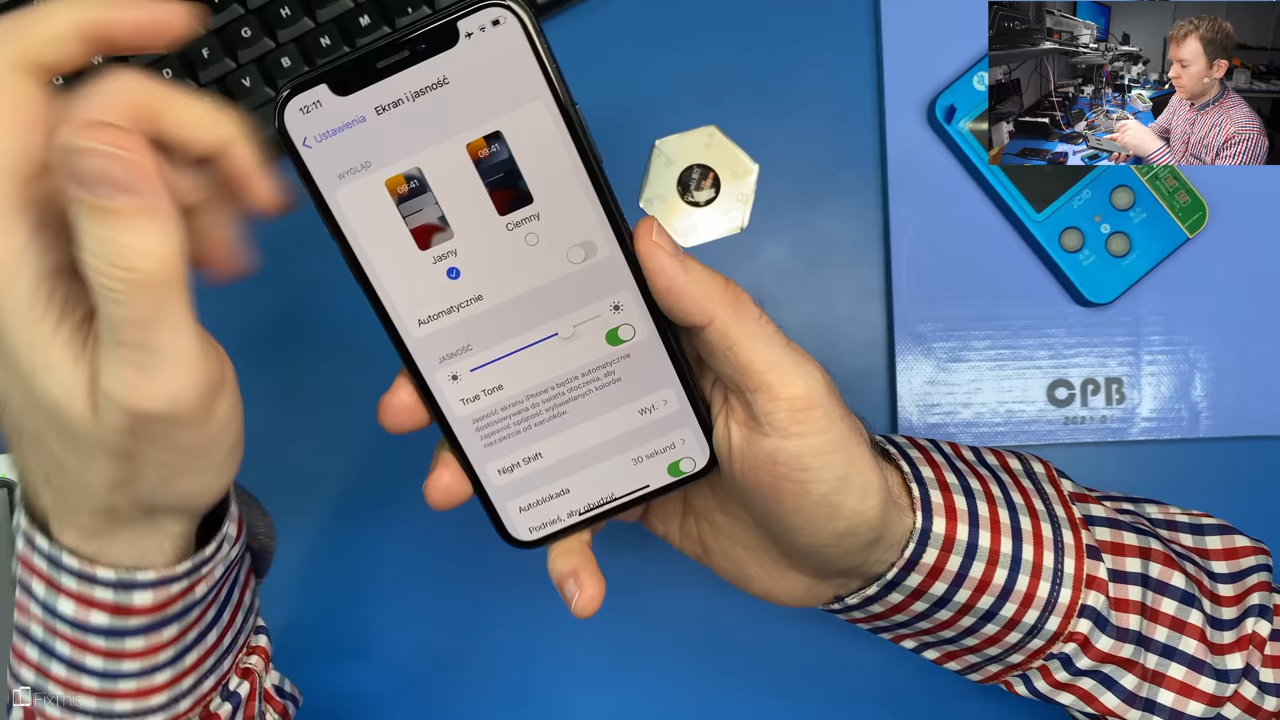 12:11
Ustawienia
Ekran i jasność
WYGLĄD
09:41
09:41
Jasny
Ciemny
Automatycznie
JASNOŚĆ
True Tone
Jasność ekranu iPhone'a będzie automatycznie
dostosowywana do światła otoczenia, aby
zapewnić spójność wyświetlanych kolorów
niezależnie od warunków.
Night Shift
Wył.
Autoblokada
30 sekund
Podnieś, aby obudzić
G
H
V
B
N
M
JCID
CPB
FixThis